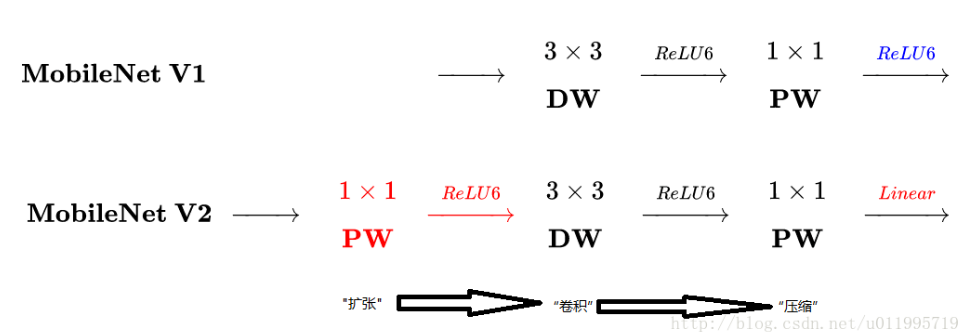 3 × 3 ReLU6 1 × 1 ReLU6
MobileNet V1
DW PW
1 × 1 ReLU6 3 × 3 ReLU6 1 × 1 Linear
MobileNet V2
PW DW PW
"扩张" "卷积" "压缩"
http://blog.csdn.net/u011995719